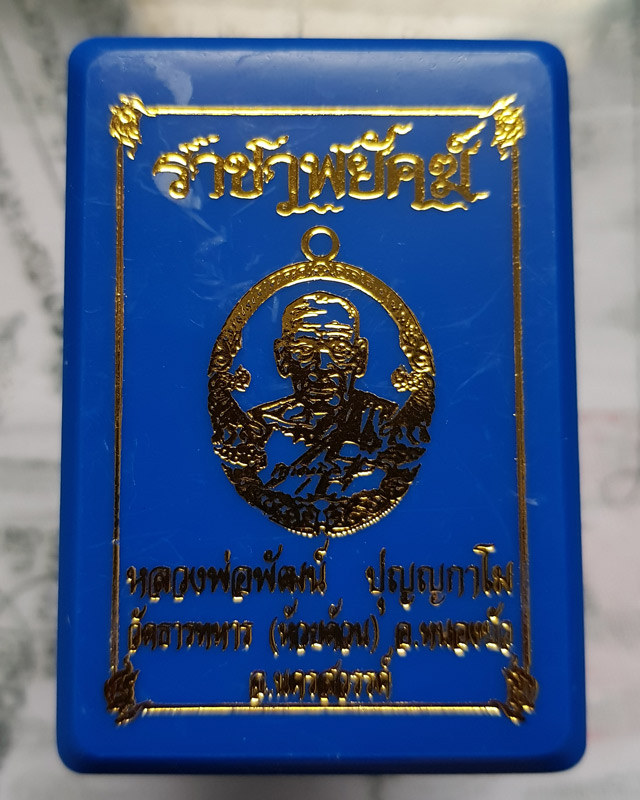 ราชาพยัคฆ์
หลวงพ่อพัฒน์ ปุญญกาโม
วัดธารทหาร (ห้วยด้วน) อ.หนองบัว
จ.นครสวรรค์